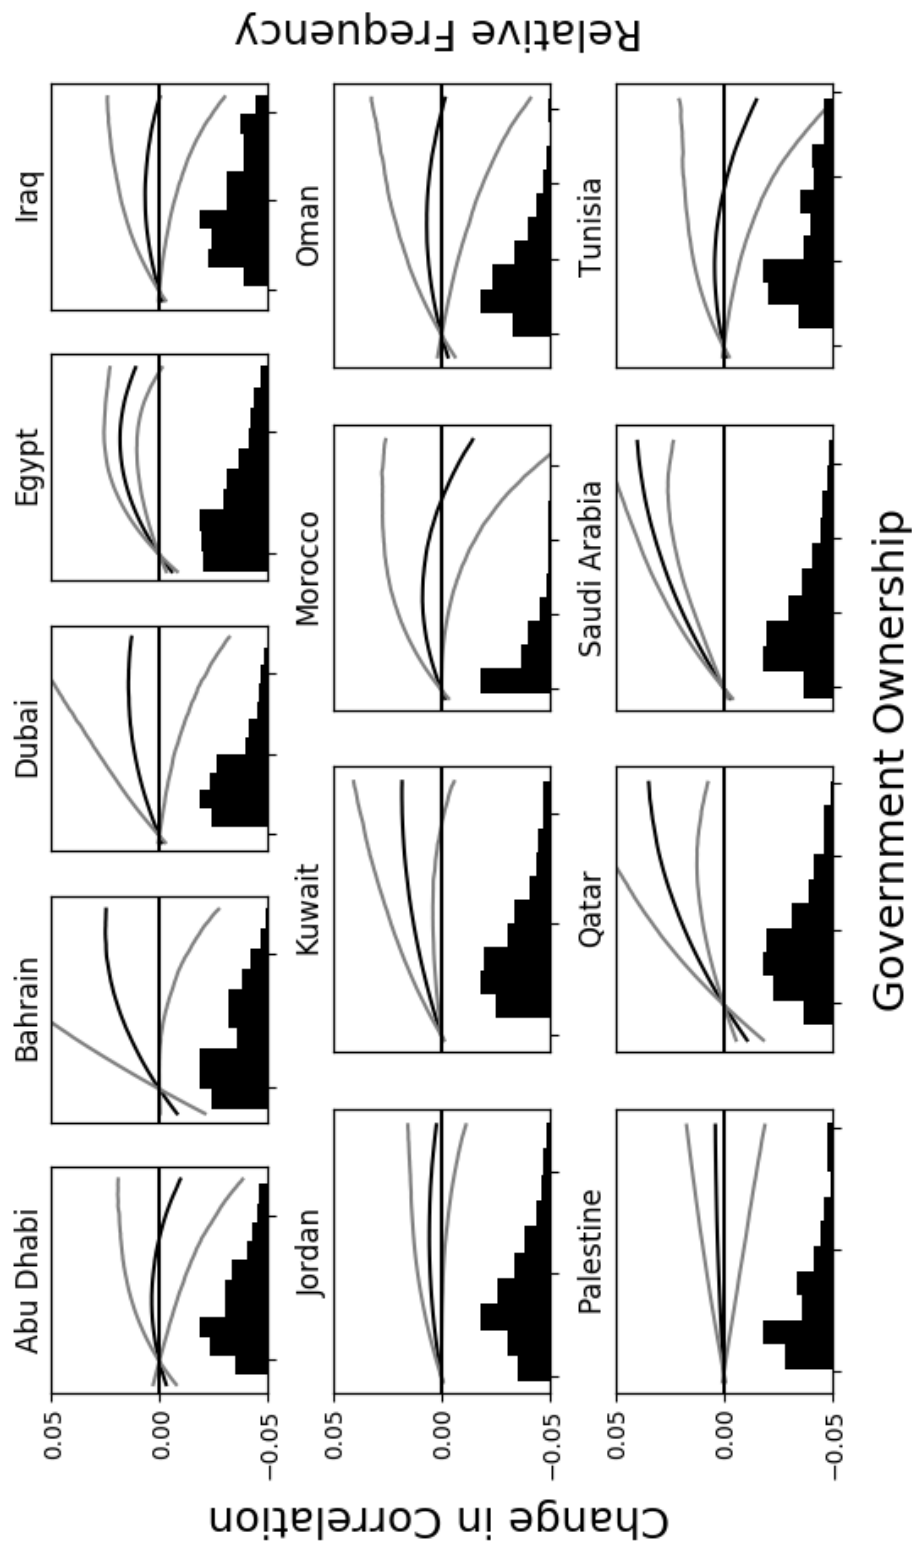 Abu Dhabi
Bahrain
Dubai
Egypt
Iraq
0.05
0.00
−0.05
Jordan
Kuwait
Morocco
Oman
0.05
0.00
−0.05
Palestine
Qatar
Saudi Arabia
Tunisia
0.05
0.00
−0.05
Change in Correlation
Relative Frequency
Government Ownership